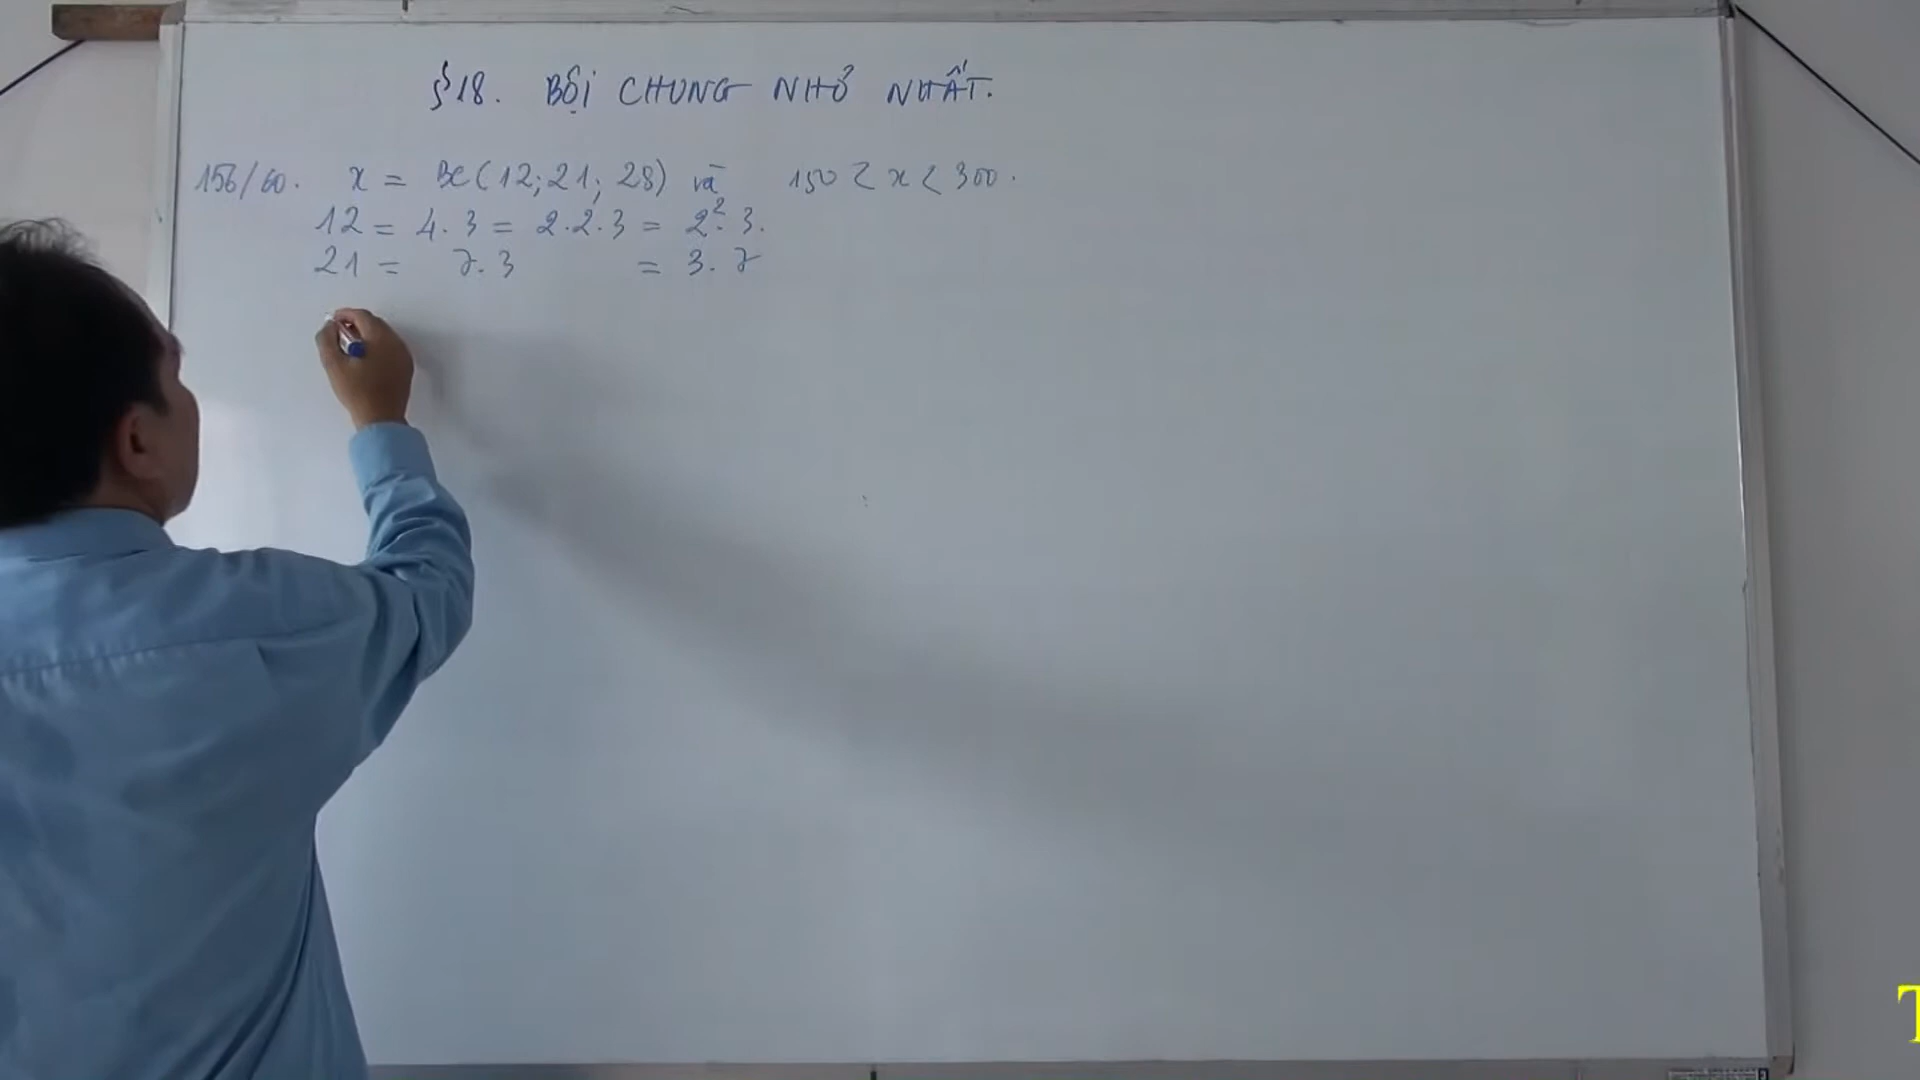 §18. BỘI CHUNG NHỎ NHẤT.
156/60. x = BC(12; 21; 28) và 150 < x < 300.
12 = 4. 3 = 2.2.3 = 2². 3.
21 = 7. 3 = 3. 7
T